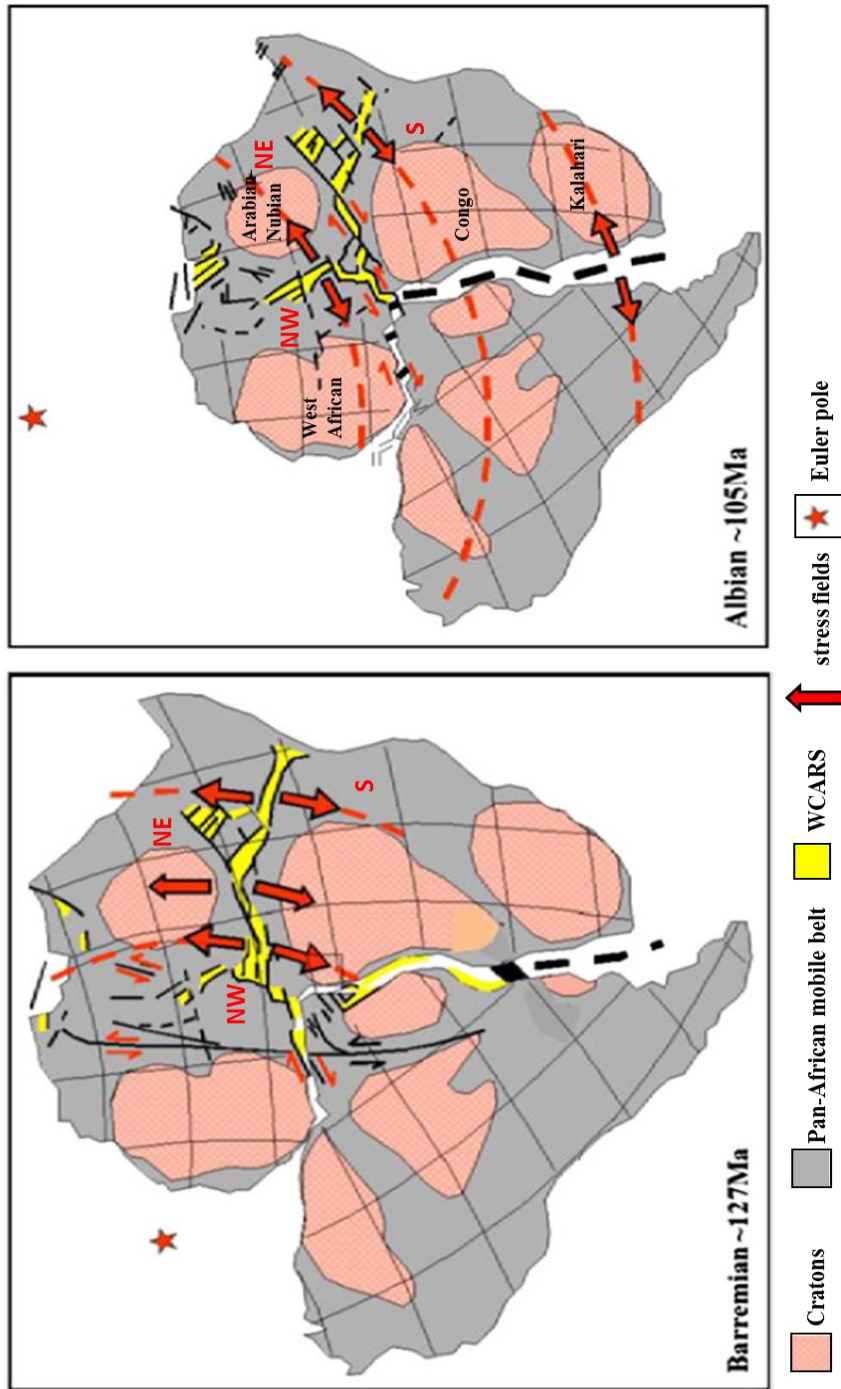 NE
NW
S
Barremian ~127Ma
Arabian-
Nubian
NE
NW
West
African
S
Congo
Kalahari
Albian ~105Ma
Cratons
Pan-African mobile belt
WCARS
stress fields
Euler pole